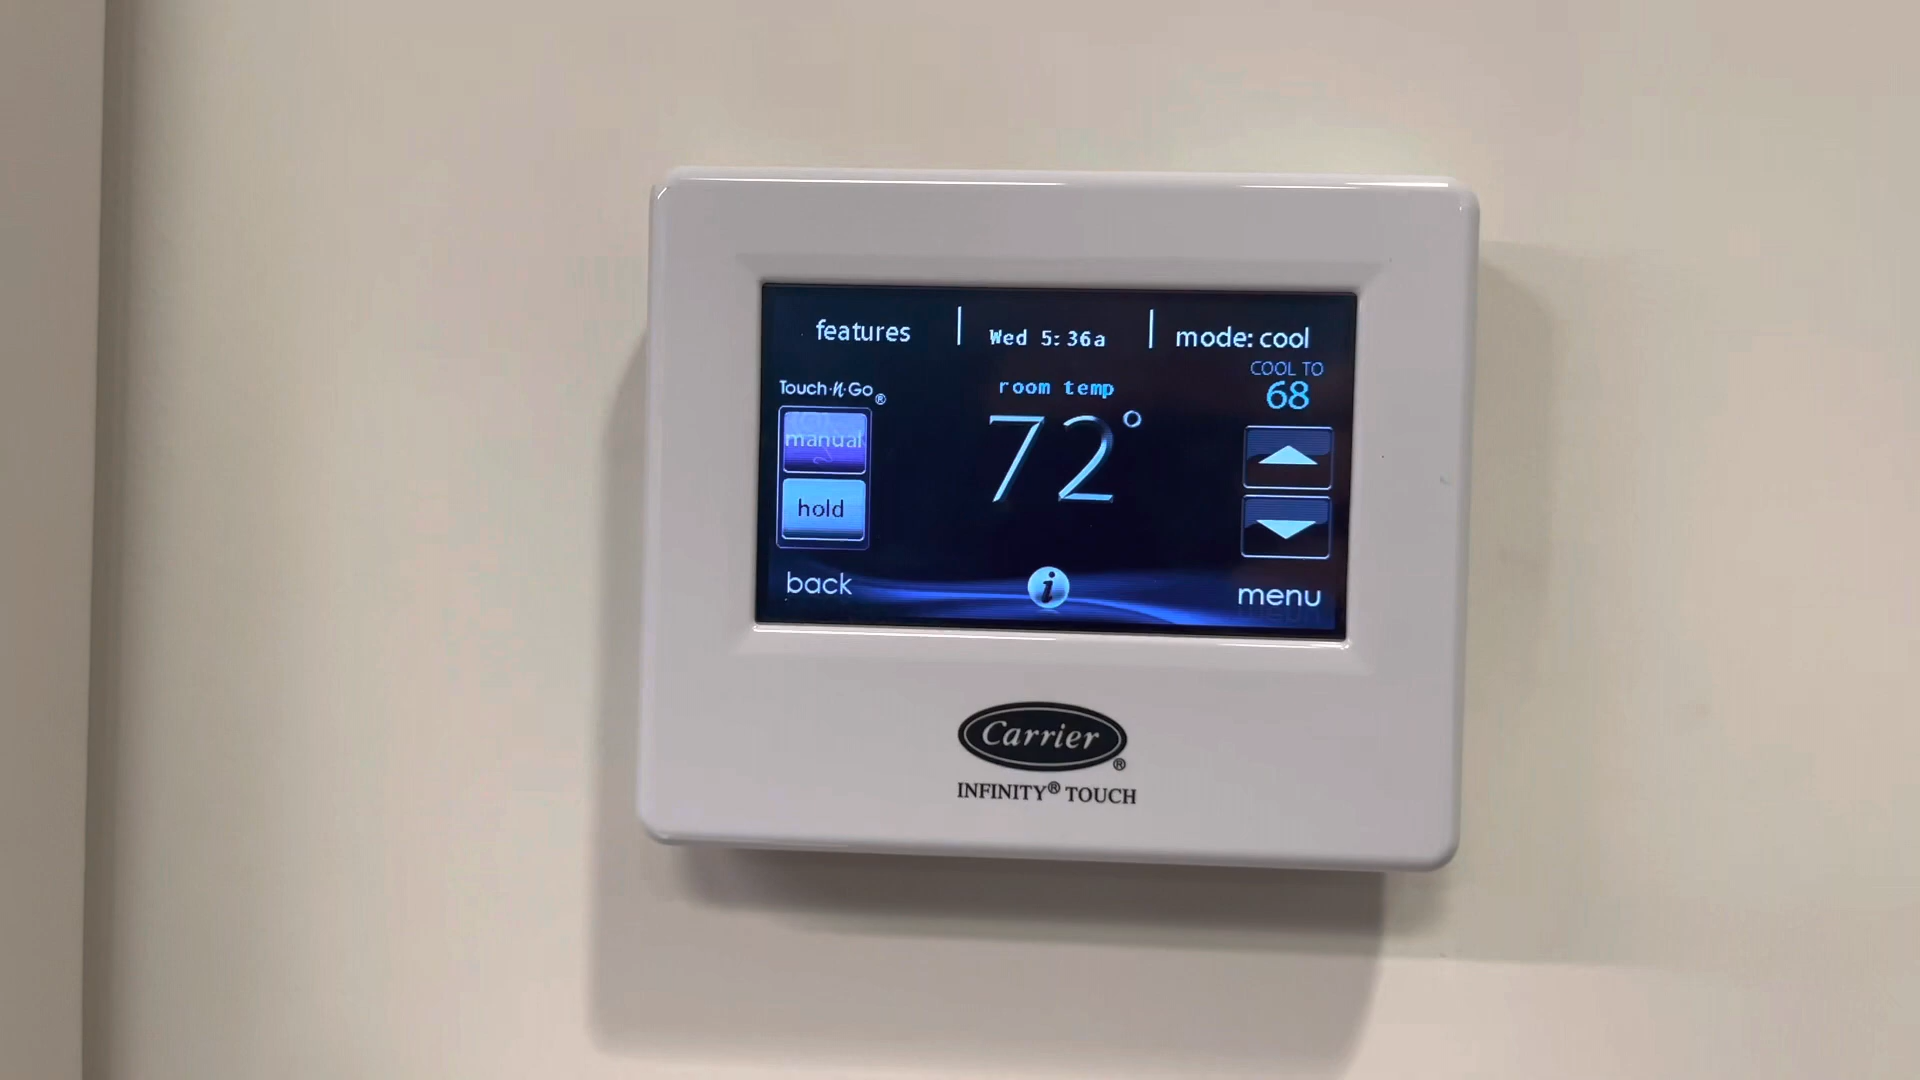 features
Wed 5:36a
mode: cool
COOL TO
68
Touch·N·Go®
room temp
72°
manual
hold
back
i
menu
Carrier®
INFINITY® TOUCH